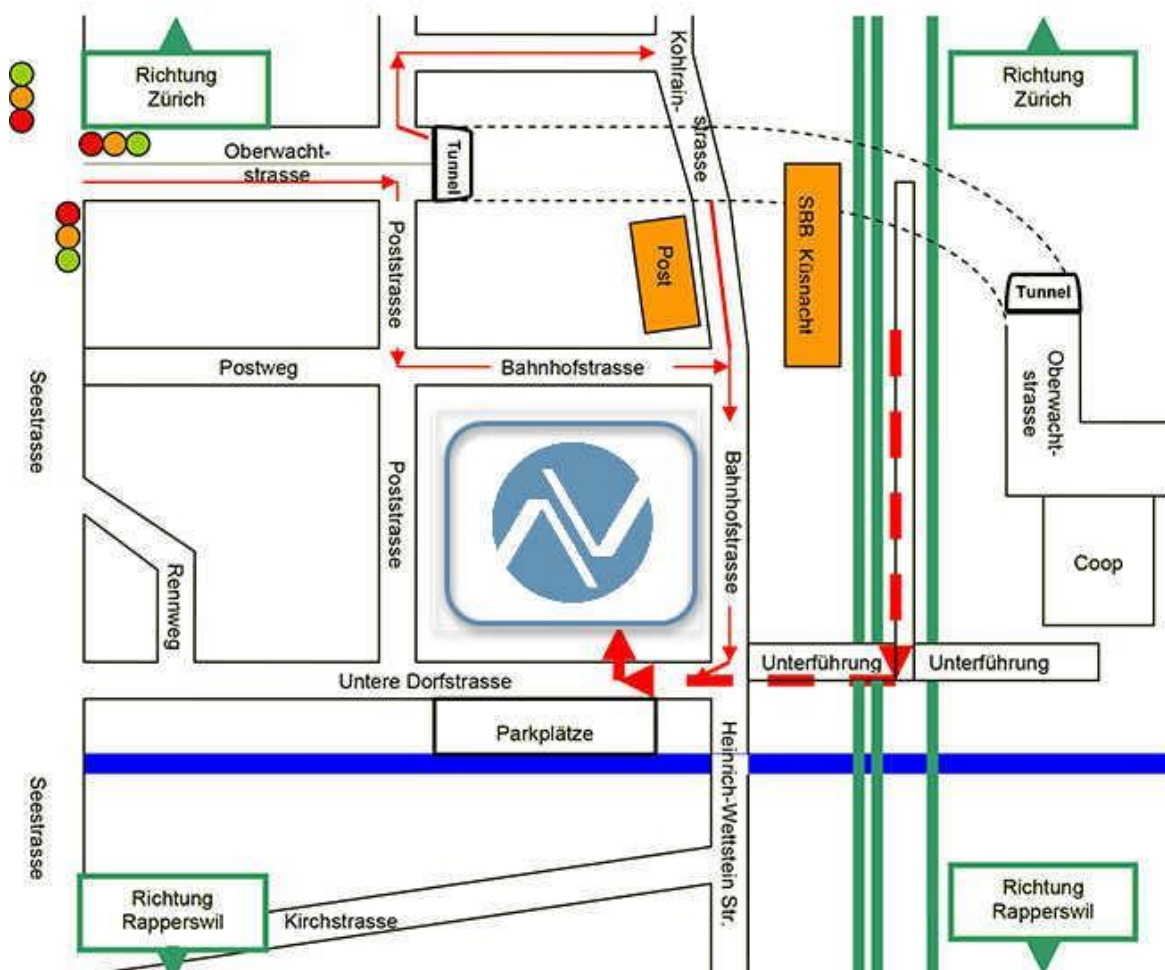 Richtung
Zürich
Kohlrain-
strasse
Richtung
Zürich
Oberwacht-
strasse
Tunnel
Poststrasse
Post
SBB Küsnacht
Tunnel
Oberwacht-
strasse
Seestrasse
Postweg
Bahnhofstrasse
Poststrasse
Bahnhofstrasse
Rennweg
Coop
Unterführung
Unterführung
Untere Dorfstrasse
Parkplätze
Seestrasse
Heinrich-Wettstein Str.
Richtung
Rapperswil
Kirchstrasse
Richtung
Rapperswil